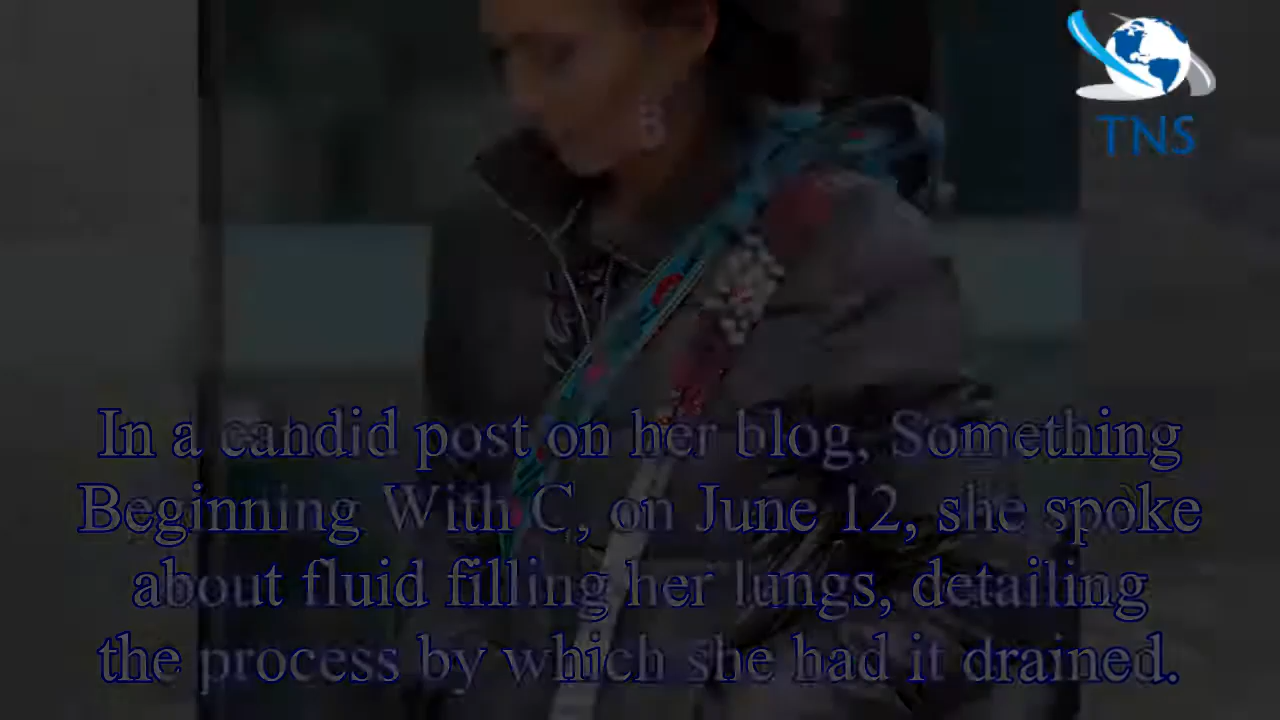 TNS
In a candid post on her blog, Something
Beginning With C, on June 12, she spoke
about fluid filling her lungs, detailing
the process by which she had it drained.